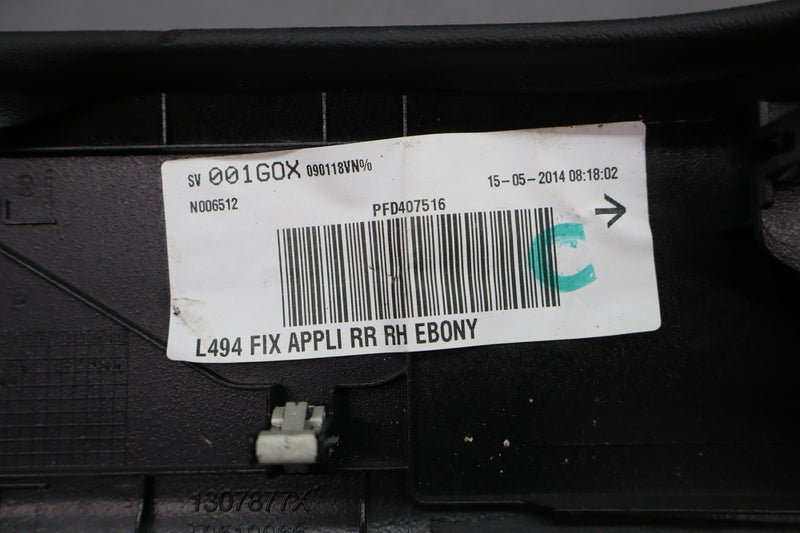 SV 001GOX 090118VN%
15-05-2014 08:18:02
N006512
PFD407516
→
C
L494 FIX APPLI RR RH EBONY
1307877X